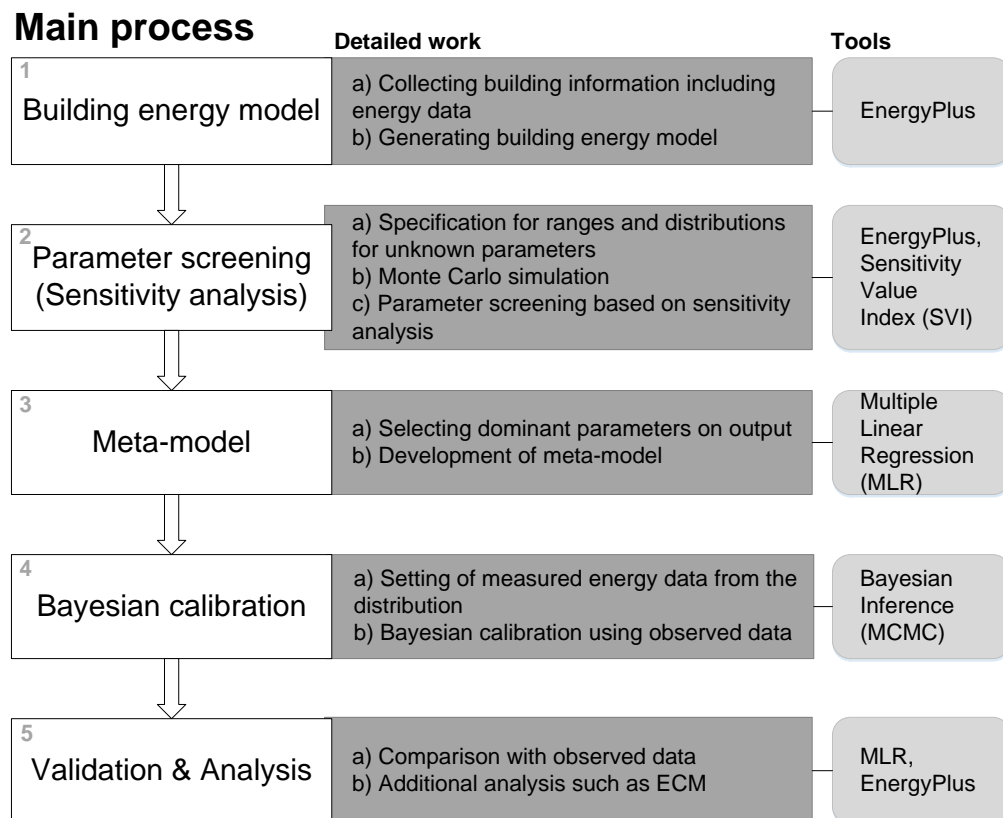 Main process
Detailed work
Tools
1
Building energy model
a) Collecting building information including
energy data
b) Generating building energy model
EnergyPlus
2
Parameter screening
(Sensitivity analysis)
a) Specification for ranges and distributions
for unknown parameters
b) Monte Carlo simulation
c) Parameter screening based on sensitivity
analysis
EnergyPlus,
Sensitivity
Value
Index (SVI)
3
Meta-model
a) Selecting dominant parameters on output
b) Development of meta-model
Multiple
Linear
Regression
(MLR)
4
Bayesian calibration
a) Setting of measured energy data from the
distribution
b) Bayesian calibration using observed data
Bayesian
Inference
(MCMC)
5
Validation & Analysis
a) Comparison with observed data
b) Additional analysis such as ECM
MLR,
EnergyPlus